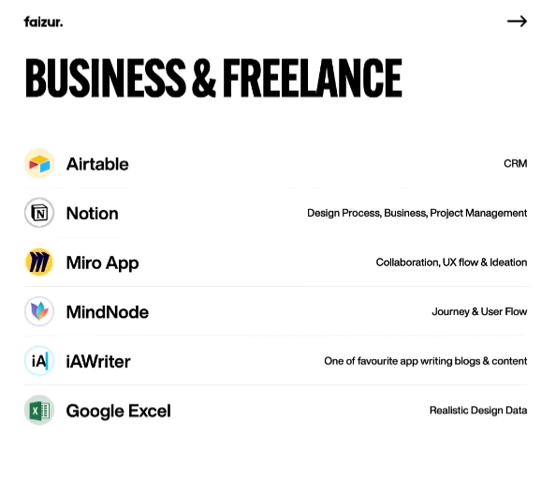 faizur.
BUSINESS & FREELANCE
Airtable
CRM
Notion
Design Process, Business, Project Management
Miro App
Collaboration, UX flow & Ideation
MindNode
Journey & User Flow
iA
iAWriter
One of favourite app writing blogs & content
X
Google Excel
Realistic Design Data